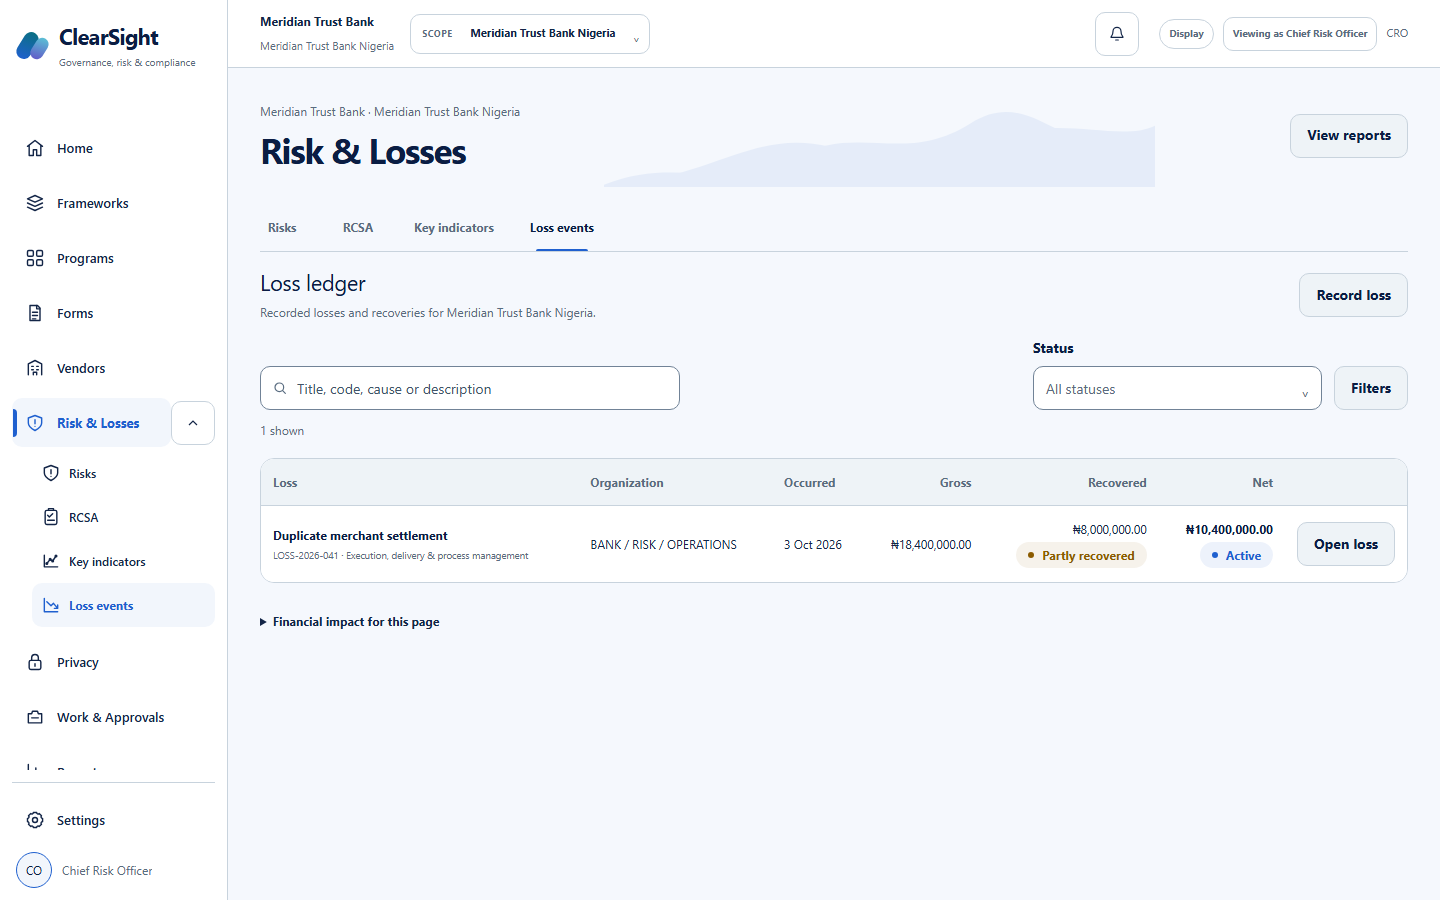 ClearSight
Governance, risk & compliance
Home
Frameworks
Programs
Forms
Vendors
Risk & Losses
Risks
RCSA
Key indicators
Loss events
Privacy
Work & Approvals
Settings
CO
Chief Risk Officer
Meridian Trust Bank
Meridian Trust Bank Nigeria
SCOPE
Meridian Trust Bank Nigeria
Display
Viewing as Chief Risk Officer
CRO
Meridian Trust Bank · Meridian Trust Bank Nigeria
Risk & Losses
View reports
Risks
RCSA
Key indicators
Loss events
Loss ledger
Recorded losses and recoveries for Meridian Trust Bank Nigeria.
Record loss
Title, code, cause or description
Status
All statuses
Filters
1 shown
Loss
Organization
Occurred
Gross
Recovered
Net
Duplicate merchant settlement
LOSS-2026-041 · Execution, delivery & process management
BANK / RISK / OPERATIONS
3 Oct 2026
₦18,400,000.00
₦8,000,000.00
Partly recovered
₦10,400,000.00
Active
Open loss
Financial impact for this page